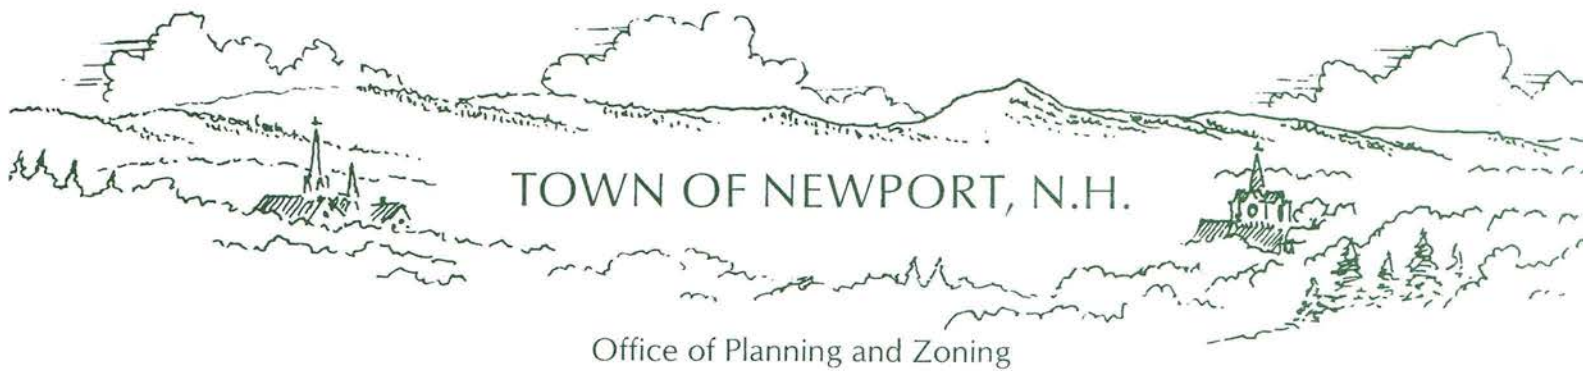 TOWN OF NEWPORT, N.H.
Office of Planning and Zoning